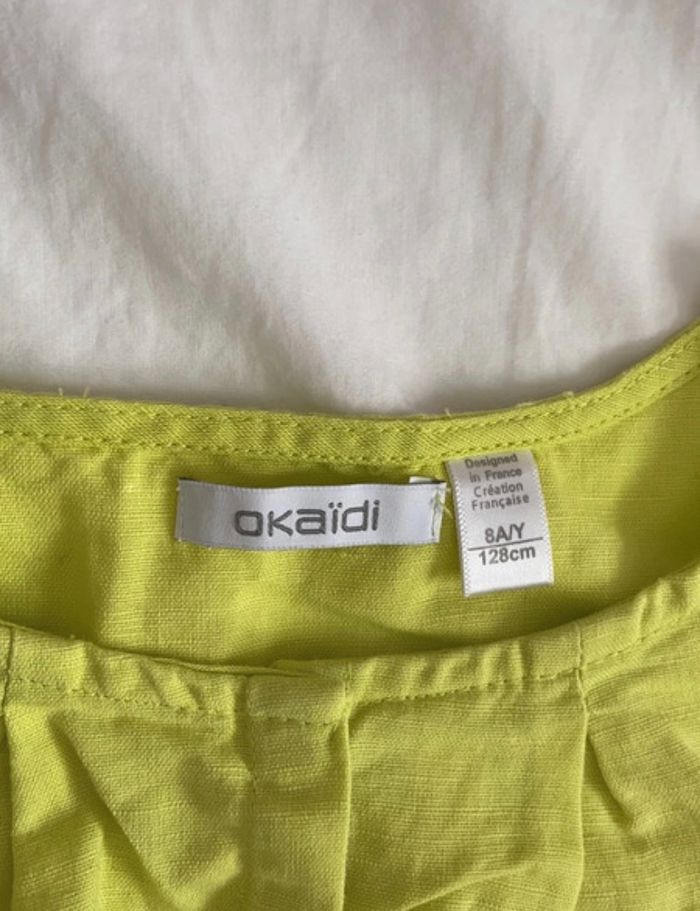 okaïdi
Designed
in France
Création
Française
8A/Y
128cm